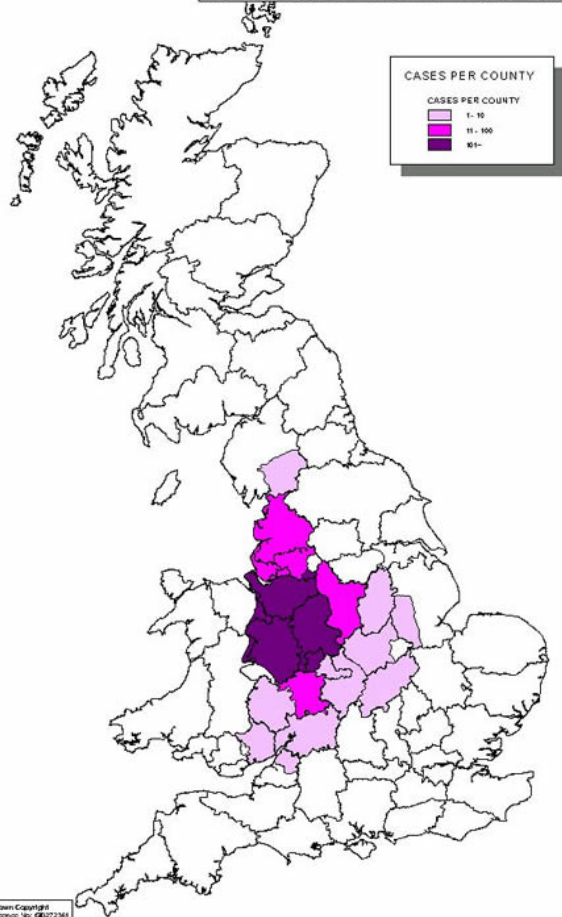 CASES PER COUNTY
CASES PER COUNTY
1 - 10
11 - 100
101+
Crown Copyright